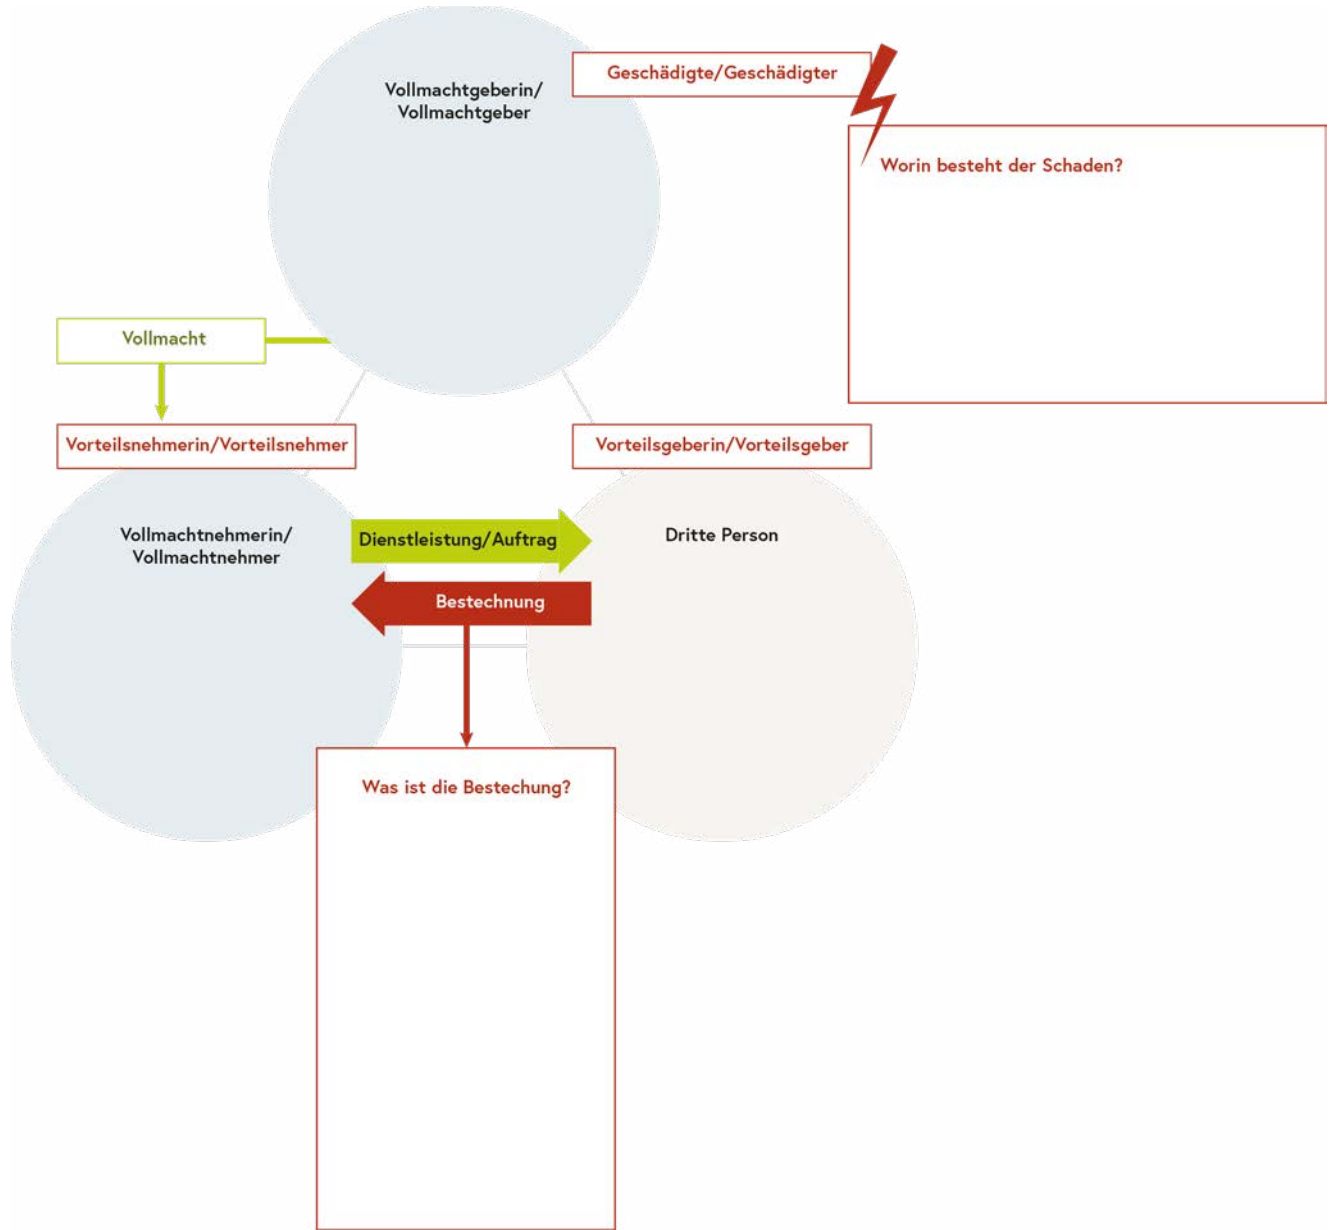 Geschädigte/Geschädigter
Vollmachtgeberin/
Vollmachtgeber
Worin besteht der Schaden?
Vollmacht
Vorteilsnehmerin/Vorteilsnehmer
Vorteilsgeberin/Vorteilsgeber
Vollmachtnehmerin/
Vollmachtnehmer
Dienstleistung/Auftrag
Dritte Person
Bestechnung
Was ist die Bestechung?